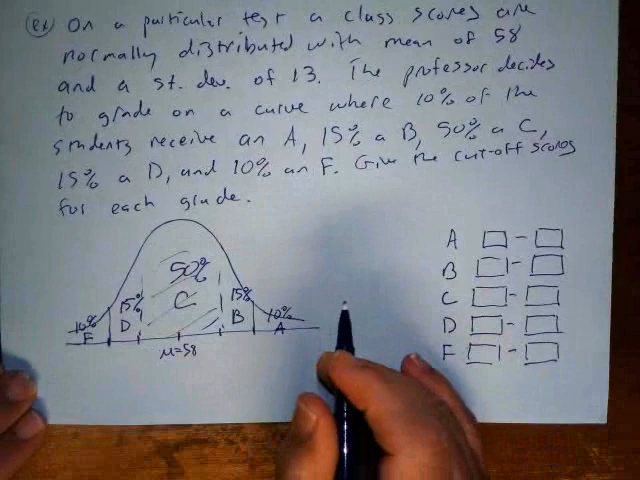 (ex) On a particular test a class scores are
normally distributed with mean of 58
and a st. dev. of 13. The professor decides
to grade on a curve where 10% of the
students receive an A, 15% a B, 50% a C,
15% a D, and 10% an F. Give the cut-off scores
for each grade.
50%
C
15%
D
15%
B
10%
F
10%
A
μ=58
A -
B -
C -
D -
F -